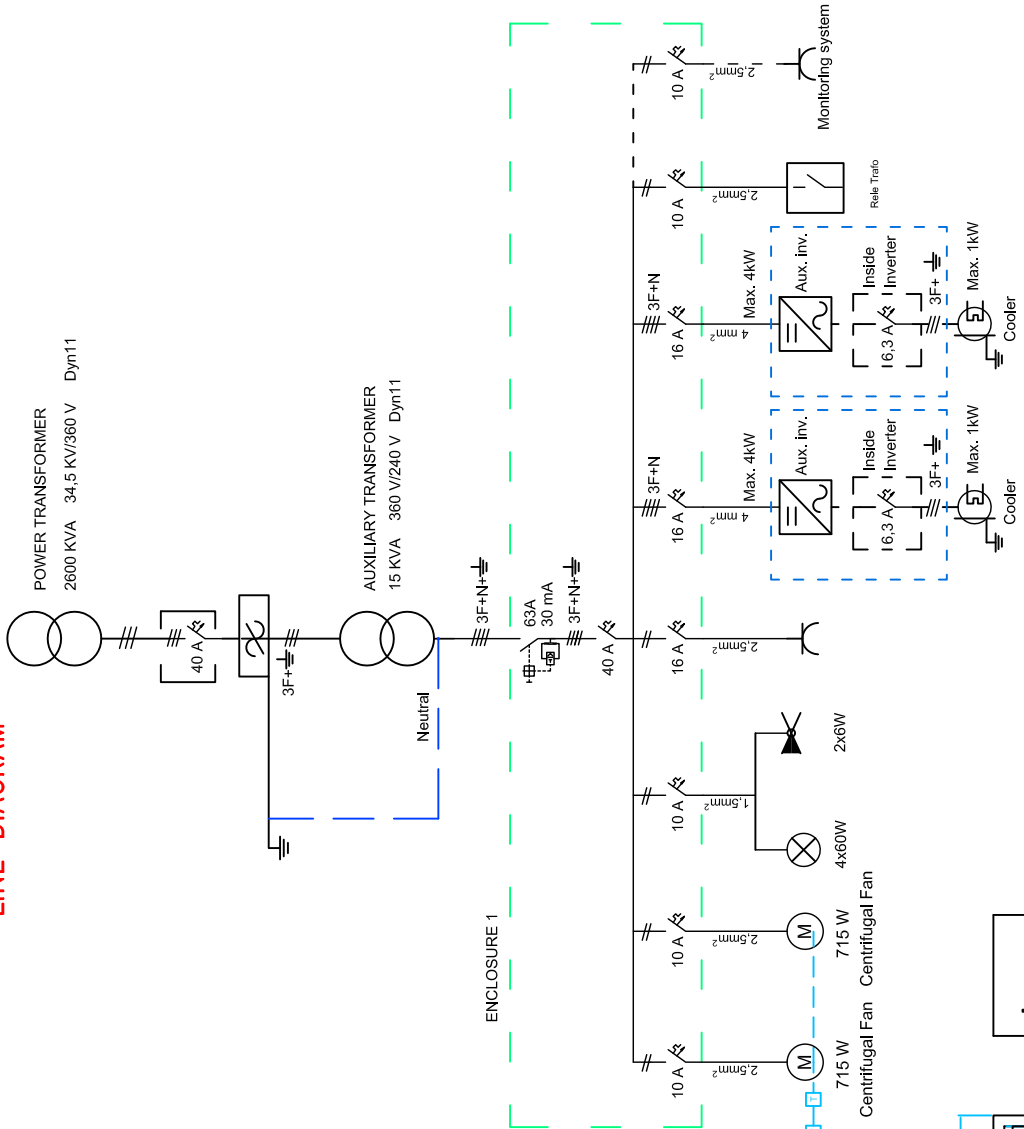 LINE DIAGRAM
POWER TRANSFORMER
2600 KVA 34,5 KV/360 V Dyn11
40 A
3F+
AUXILIARY TRANSFORMER
15 KVA 360 V/240 V Dyn11
Neutral
3F+N+
ENCLOSURE 1
63A
30 mA
3F+N+
40 A
10 A
2,5mm²
M
715 W
Centrifugal Fan
T
10 A
2,5mm²
M
715 W
Centrifugal Fan
10 A
1,5mm²
4x60W
2x6W
16 A
2,5mm²
3F+N
16 A
4 mm²
Max. 4kW
Aux. inv.
Inside
Inverter
6,3 A
3F+
Max. 1kW
Cooler
3F+N
16 A
4 mm²
Max. 4kW
Aux. inv.
Inside
Inverter
6,3 A
3F+
Max. 1kW
Cooler
10 A
2,5mm²
Rele Trafo
10 A
2,5mm²
Monitoring system